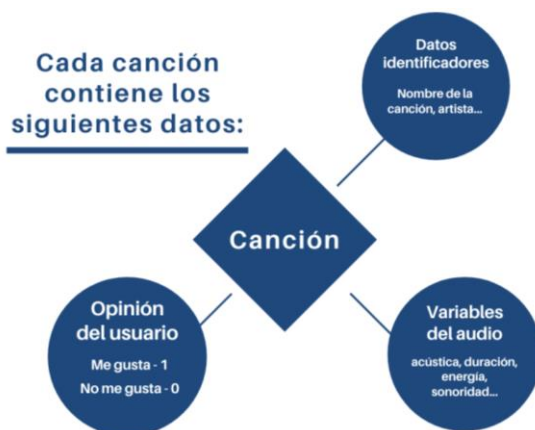 Cada canción
contiene los
siguientes datos:
Datos
identificadores
Nombre de la
canción, artista...
Canción
Opinión
del usuario
Me gusta - 1
No me gusta - 0
Variables
del audio
acústica, duración,
energía,
sonoridad...